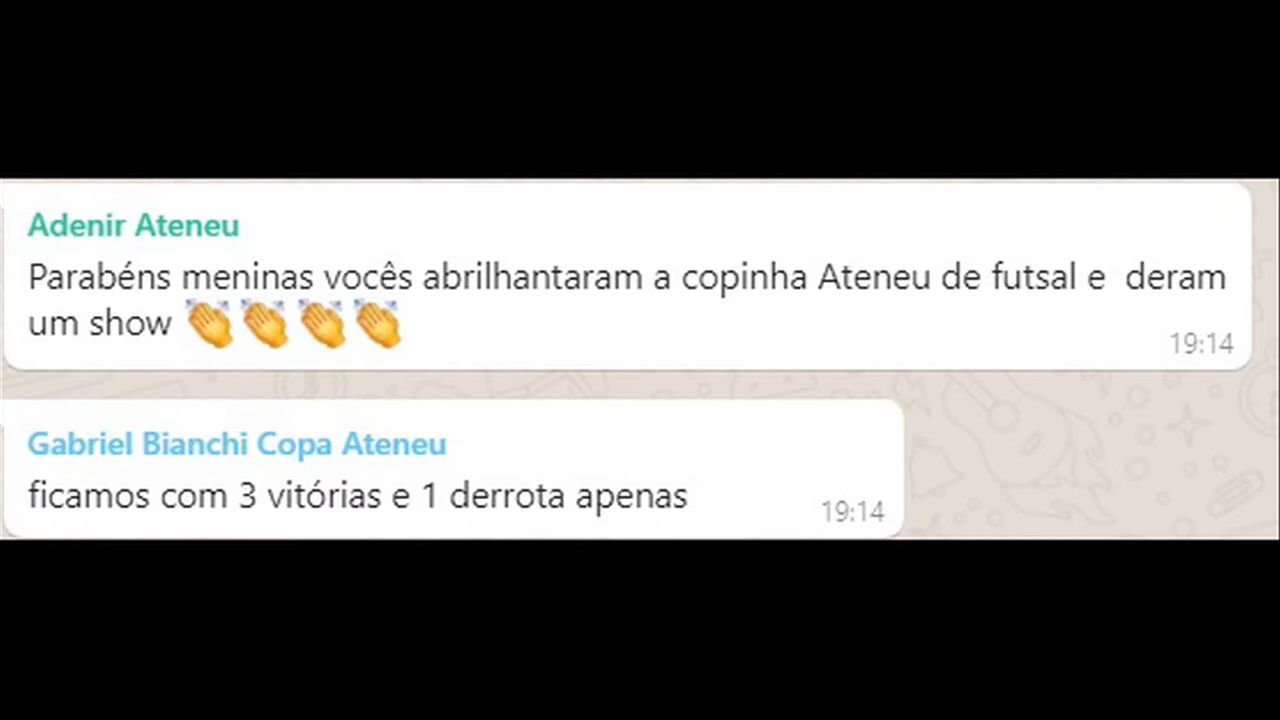 Adenir Ateneu
Parabéns meninas vocês abrilhantaram a copinha Ateneu de futsal e  deram
um show 👏👏👏👏
19:14
Gabriel Bianchi Copa Ateneu
ficamos com 3 vitórias e 1 derrota apenas
19:14